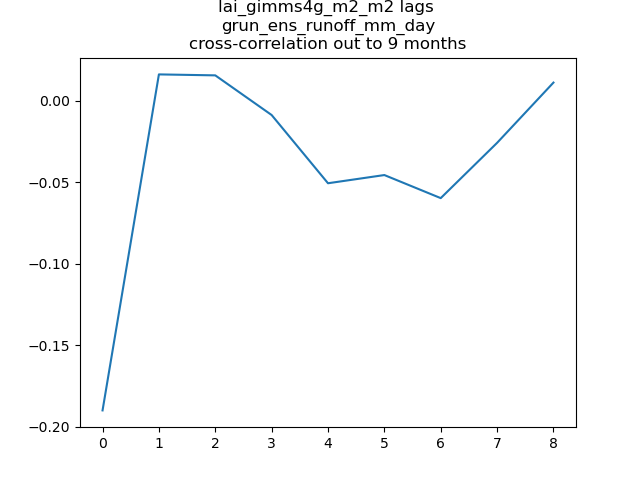 lai_gimms4g_m2_m2 lags
grun_ens_runoff_mm_day
cross-correlation out to 9 months
0.00
−0.05
−0.10
−0.15
−0.20
0 1 2 3 4 5 6 7 8